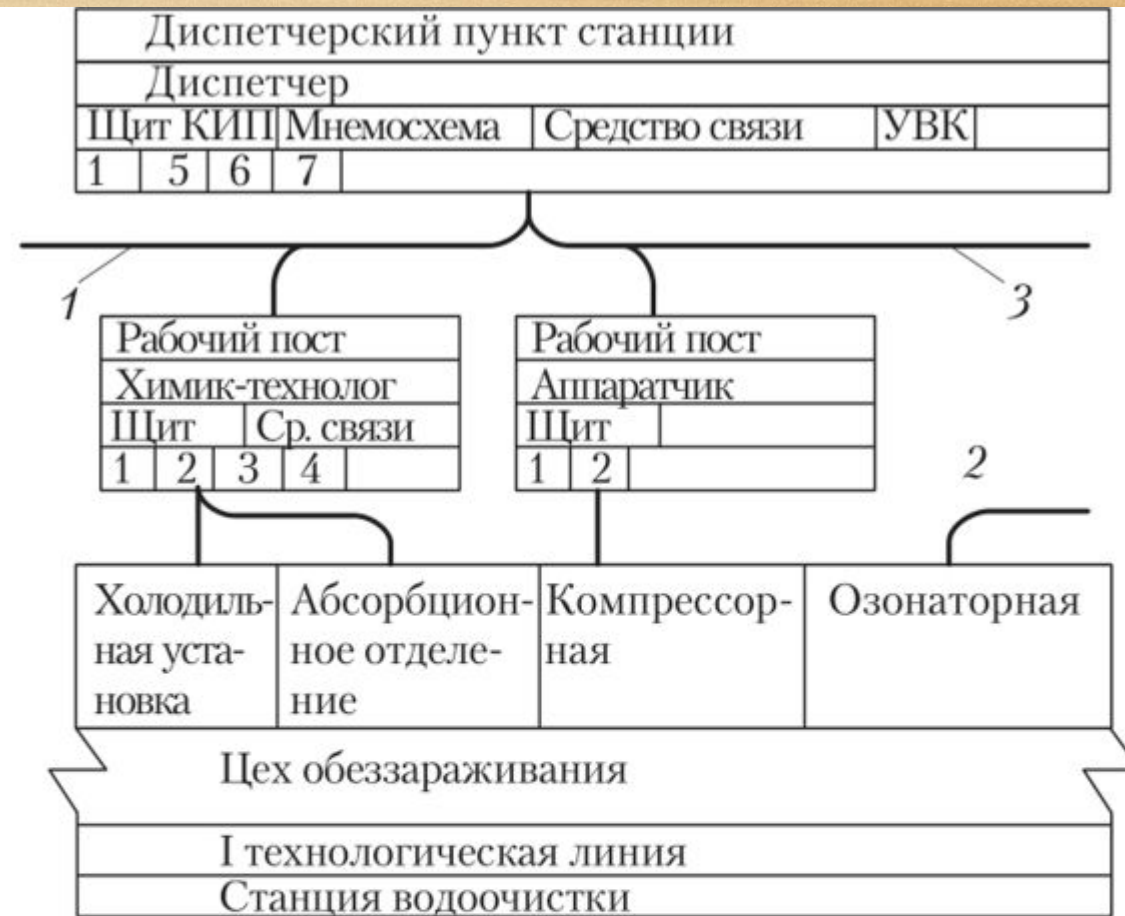 Диспетчерский пункт станции
Диспетчер
Щит КИП Мнемосхема Средство связи УВК
1 5 6 7
1
3
Рабочий пост
Химик-технолог
Щит Ср. связи
1 2 3 4
Рабочий пост
Аппаратчик
Щит
1 2
2
Холодиль-
ная уста-
новка
Абсорбцион-
ное отделе-
ние
Компрессор-
ная
Озонаторная
Цех обеззараживания
I технологическая линия
Станция водоочистки